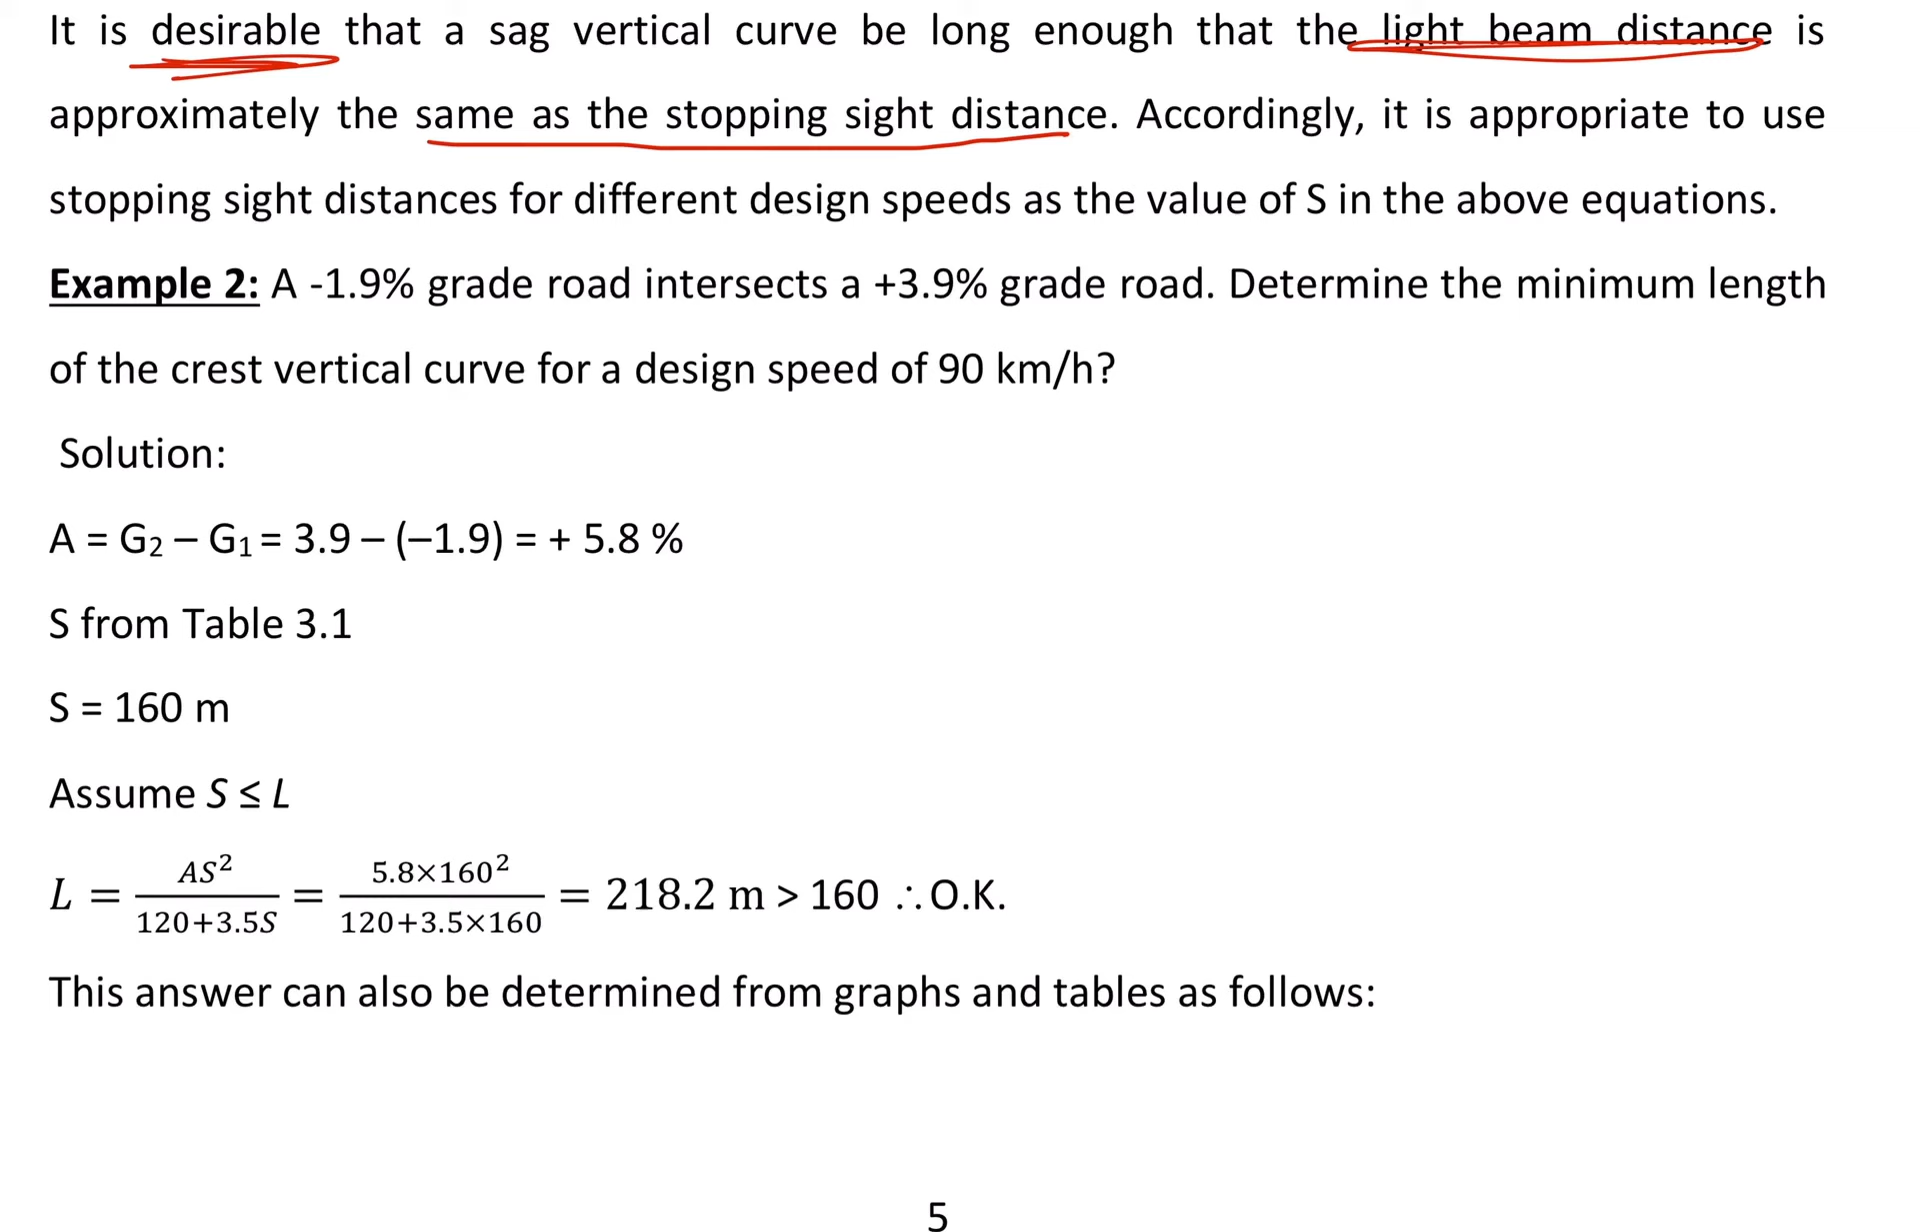 It is desirable that a sag vertical curve be long enough that the light beam distance is
approximately the same as the stopping sight distance. Accordingly, it is appropriate to use
stopping sight distances for different design speeds as the value of S in the above equations.
Example 2: A -1.9% grade road intersects a +3.9% grade road. Determine the minimum length
of the crest vertical curve for a design speed of 90 km/h?
Solution:
A = G₂ – G₁ = 3.9 – (–1.9) = + 5.8 %
S from Table 3.1
S = 160 m
Assume S ≤ L
L = AS²/(120+3.5S) = 5.8×160²/(120+3.5×160) = 218.2 m > 160 ∴ O.K.
This answer can also be determined from graphs and tables as follows:
5